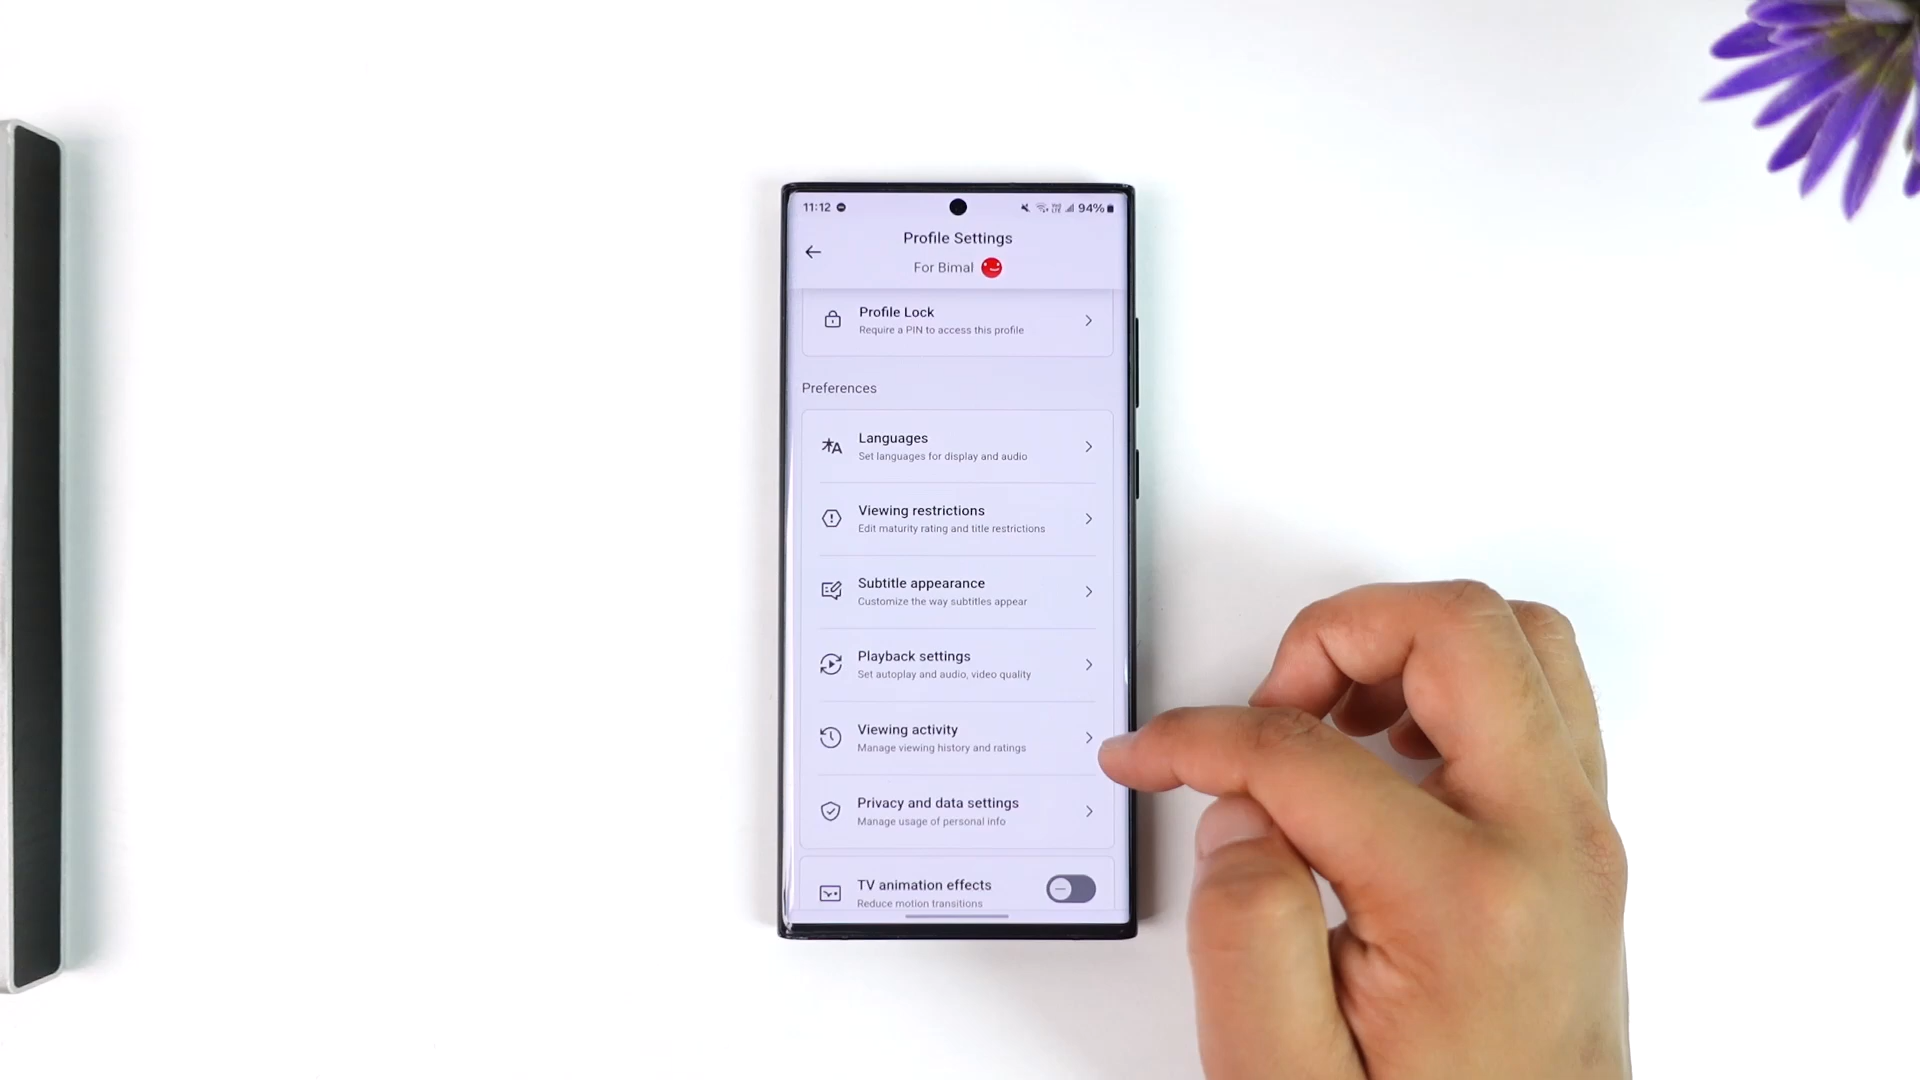 11:12
94%
Profile Settings
For Bimal
Profile Lock
Require a PIN to access this profile
Preferences
Languages
Set languages for display and audio
Viewing restrictions
Edit maturity rating and title restrictions
Subtitle appearance
Customize the way subtitles appear
Playback settings
Set autoplay and audio, video quality
Viewing activity
Manage viewing history and ratings
Privacy and data settings
Manage usage of personal info
TV animation effects
Reduce motion transitions